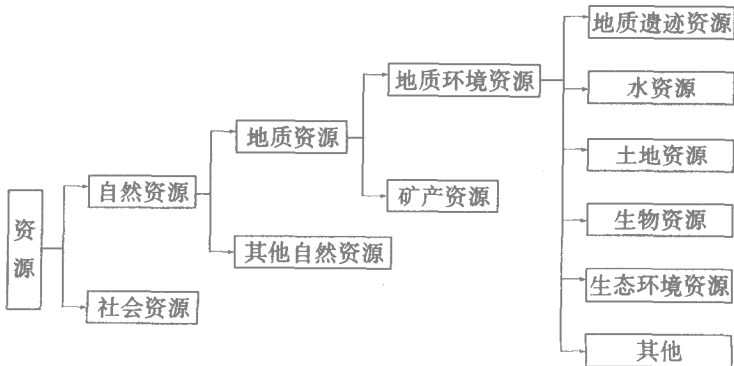 资源
自然资源
社会资源
地质资源
其他自然资源
地质环境资源
矿产资源
地质遗迹资源
水资源
土地资源
生物资源
生态环境资源
其他